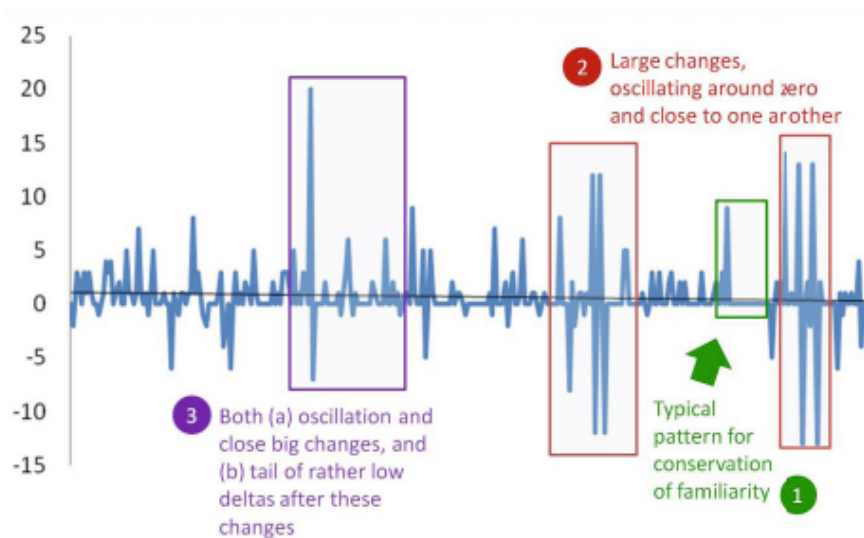 25
20
15
10
5
0
-5
-10
-15
2
Large changes,
oscillating around zero
and close to one another
3
Both (a) oscillation and
close big changes, and
(b) tail of rather low
deltas after these
changes
Typical
pattern for
conservation
of familiarity
1